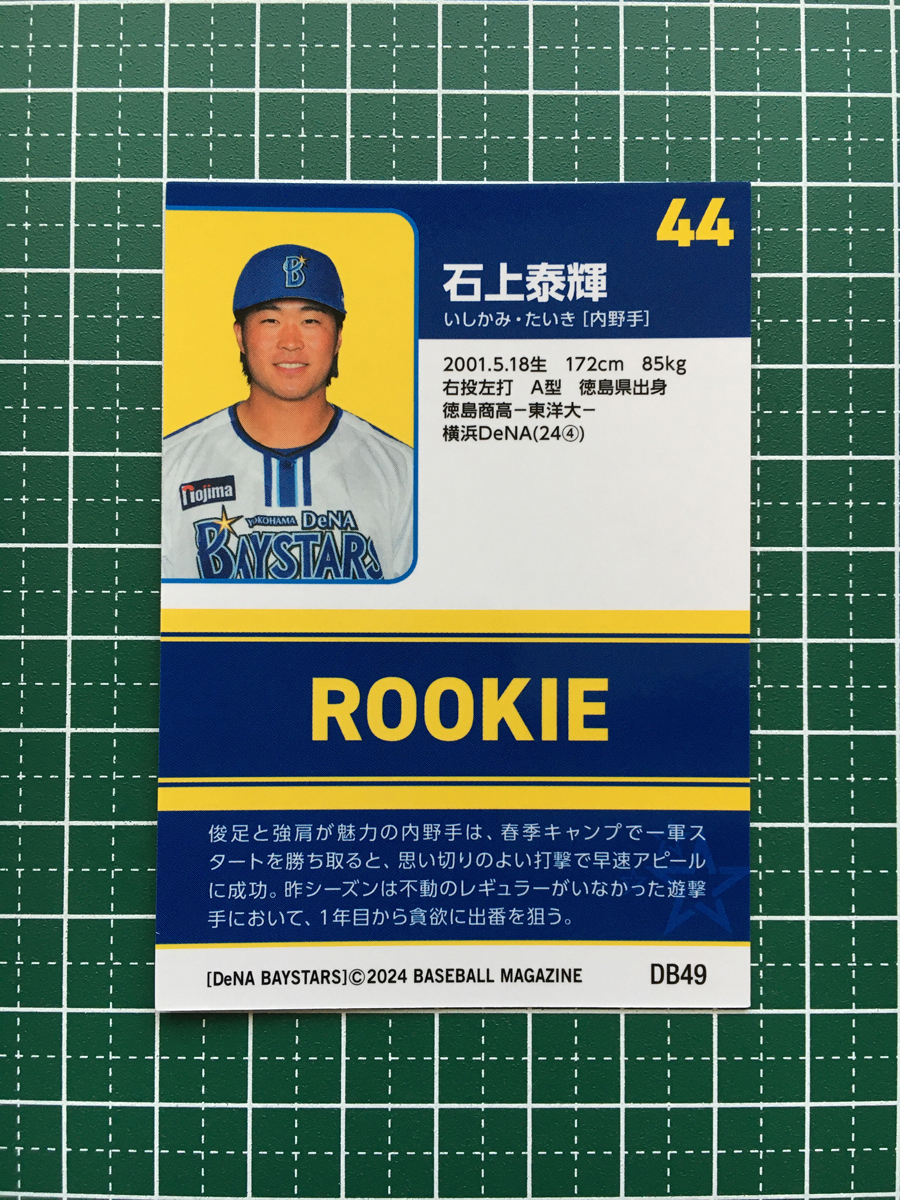 44
石上泰輝
いしかみ・たいき［内野手］
2001.5.18生　172cm　85kg
右投左打　A型　徳島県出身
徳島商高－東洋大－
横浜DeNA(24④)
B
nojima
YOKOHAMA DeNA
BAYSTARS
ROOKIE
俊足と強肩が魅力の内野手は、春季キャンプで一軍ス
タートを勝ち取ると、思い切りのよい打撃で早速アピール
に成功。昨シーズンは不動のレギュラーがいなかった遊撃
手において、1年目から貪欲に出番を狙う。
[DeNA BAYSTARS]©2024 BASEBALL MAGAZINE
DB49